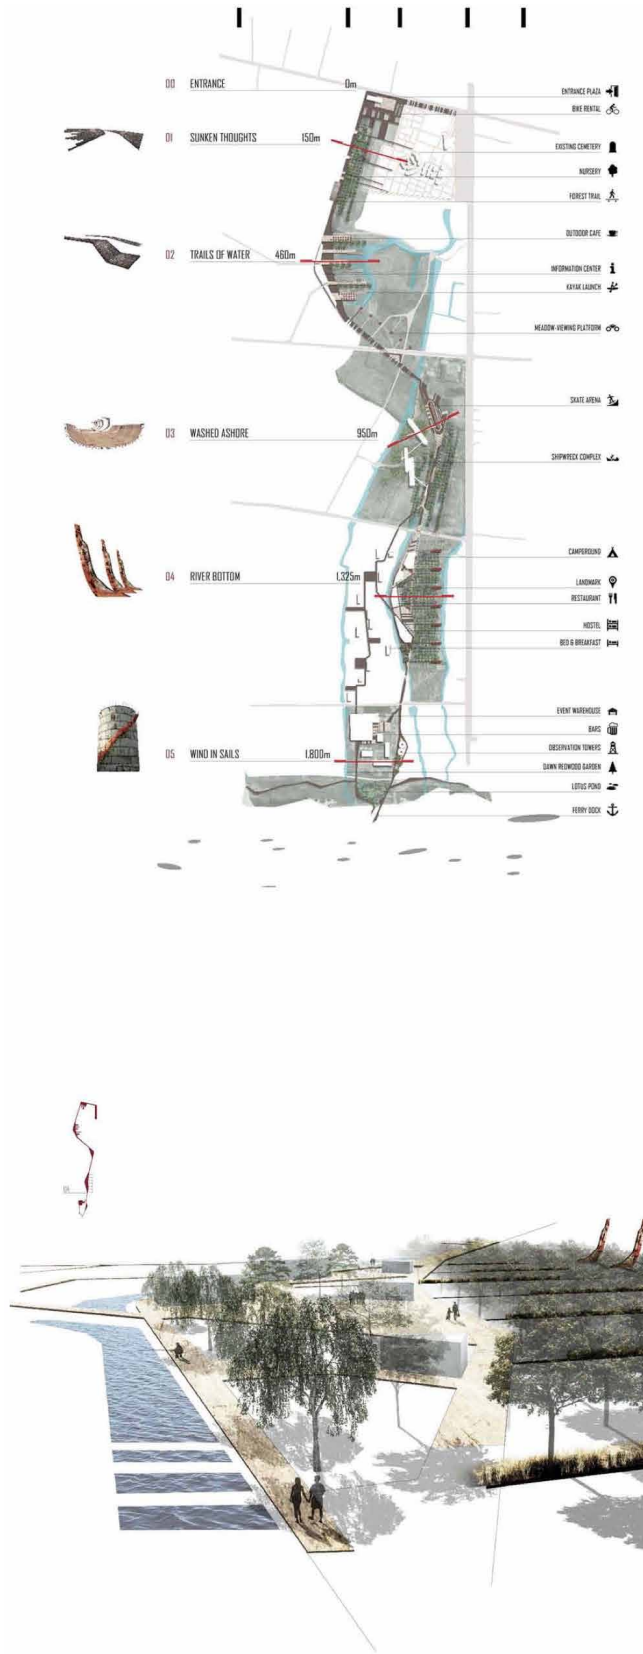 00 ENTRANCE 0m
ENTRANCE PLAZA
BIKE RENTAL
01 SUNKEN THOUGHTS 150m
EXISTING CEMETERY
NURSERY
FOREST TRAIL
OUTDOOR CAFE
02 TRAILS OF WATER 460m
INFORMATION CENTER
KAYAK LAUNCH
MEADOW-VIEWING PLATFORM
SKATE ARENA
03 WASHED ASHORE 950m
SHIPWRECK COMPLEX
CAMPGROUND
04 RIVER BOTTOM 1,325m
LANDMARK
RESTAURANT
HOSTEL
BED & BREAKFAST
EVENT WAREHOUSE
BARS
OBSERVATION TOWERS
05 WIND IN SAILS 1,800m
DAWN REDWOOD GARDEN
LOTUS POND
FERRY DOCK